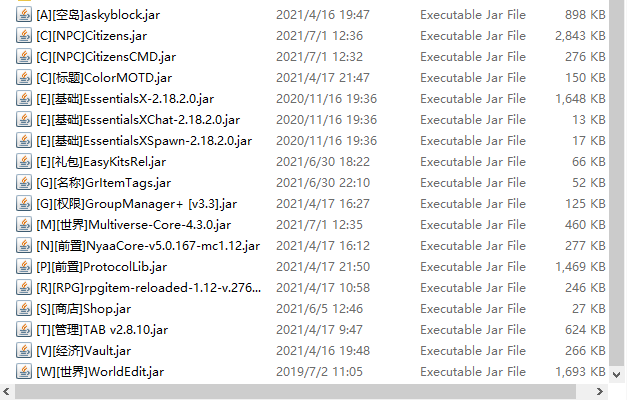 [A][空岛]askyblock.jar 2021/4/16 19:47 Executable Jar File 898 KB
[C][NPC]Citizens.jar 2021/7/1 12:36 Executable Jar File 2,843 KB
[C][NPC]CitizensCMD.jar 2021/7/1 12:32 Executable Jar File 276 KB
[C][标题]ColorMOTD.jar 2021/4/17 21:47 Executable Jar File 150 KB
[E][基础]EssentialsX-2.18.2.0.jar 2020/11/16 19:36 Executable Jar File 1,648 KB
[E][基础]EssentialsXChat-2.18.2.0.jar 2020/11/16 19:36 Executable Jar File 13 KB
[E][基础]EssentialsXSpawn-2.18.2.0.jar 2020/11/16 19:36 Executable Jar File 17 KB
[E][礼包]EasyKitsRel.jar 2021/6/30 18:22 Executable Jar File 66 KB
[G][名称]GrItemTags.jar 2021/6/30 22:10 Executable Jar File 52 KB
[G][权限]GroupManager+ [v3.3].jar 2021/4/17 16:27 Executable Jar File 125 KB
[M][世界]Multiverse-Core-4.3.0.jar 2021/7/1 12:35 Executable Jar File 460 KB
[N][前置]NyaaCore-v5.0.167-mc1.12.jar 2021/4/17 16:12 Executable Jar File 277 KB
[P][前置]ProtocolLib.jar 2021/4/17 21:50 Executable Jar File 1,469 KB
[R][RPG]rpgitem-reloaded-1.12-v.276... 2021/4/17 10:58 Executable Jar File 246 KB
[S][商店]Shop.jar 2021/6/5 12:46 Executable Jar File 27 KB
[T][管理]TAB v2.8.10.jar 2021/4/17 9:47 Executable Jar File 624 KB
[V][经济]Vault.jar 2021/4/16 19:48 Executable Jar File 266 KB
[W][世界]WorldEdit.jar 2019/7/2 11:05 Executable Jar File 1,693 KB